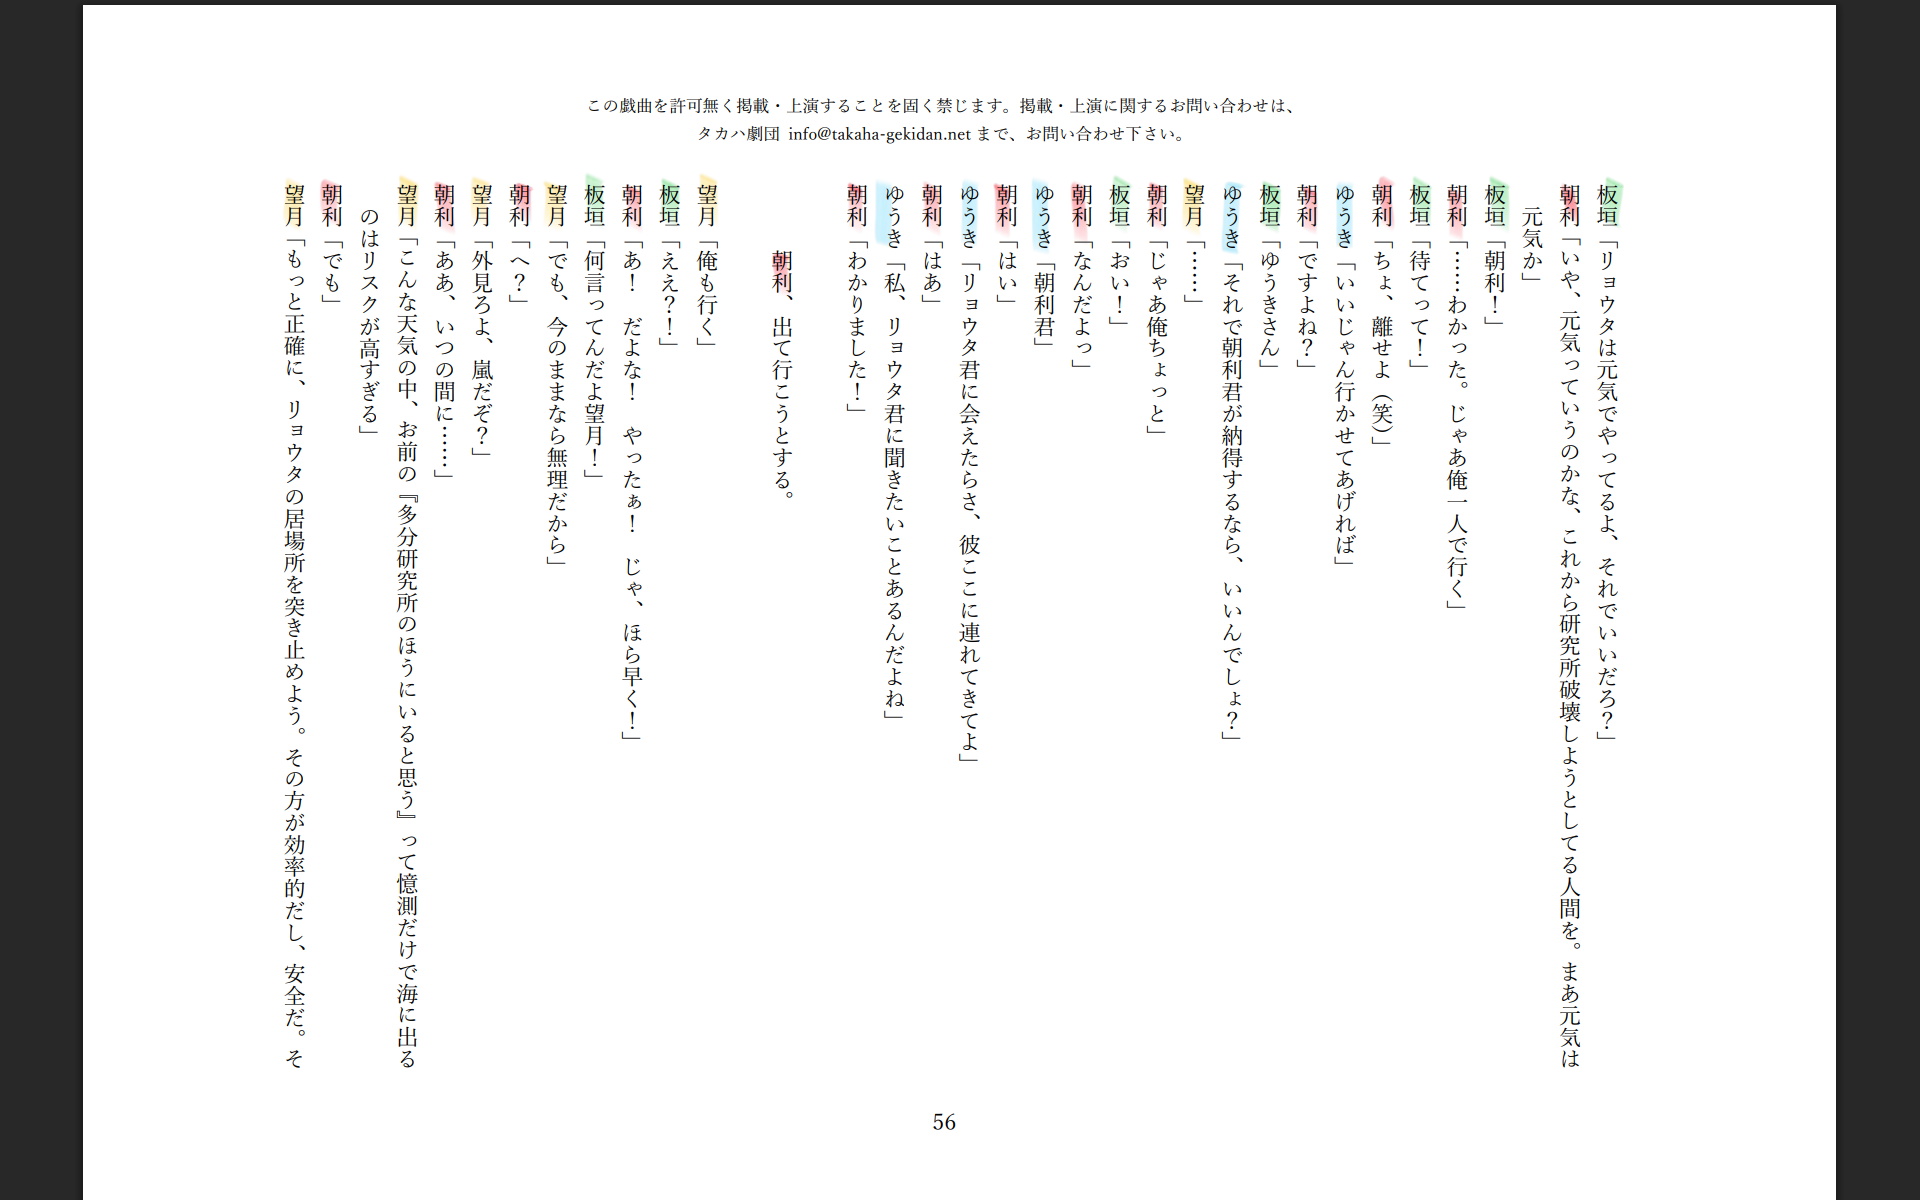 この戯曲を許可無く掲載・上演することを固く禁じます。掲載・上演に関するお問い合わせは、
タカハ劇団 info@takaha-gekidan.net まで、お問い合わせ下さい。
板垣「リョウタは元気でやってるよ、それでいいだろ？」
朝利「いや、元気っていうのかな、これから研究所破壊しようとしてる人間を。まあ元気は
元気か」
板垣「朝利！」
朝利「……わかった。じゃあ俺一人で行く」
板垣「待てって！」
朝利「ちょ、離せよ（笑）」
ゆうき「いいじゃん行かせてあげれば」
朝利「ですよね？」
板垣「ゆうきさん」
ゆうき「それで朝利君が納得するなら、いいんでしょ？」
望月「……」
朝利「じゃあ俺ちょっと」
板垣「おい！」
朝利「なんだよっ」
ゆうき「朝利君」
朝利「はい」
ゆうき「リョウタ君に会えたらさ、彼ここに連れてきてよ」
朝利「はあ」
ゆうき「私、リョウタ君に聞きたいことあるんだよね」
朝利「わかりました！」
朝利、出て行こうとする。
望月「俺も行く」
板垣「ええ？！」
朝利「あ！　だよな！　やったぁ！　じゃ、ほら早く！」
板垣「何言ってんだよ望月！」
望月「でも、今のままなら無理だから」
朝利「へ？」
望月「外見ろよ、嵐だぞ？」
朝利「ああ、いつの間に……」
望月「こんな天気の中、お前の『多分研究所のほうにいると思う』って憶測だけで海に出る
のはリスクが高すぎる」
朝利「でも」
望月「もっと正確に、リョウタの居場所を突き止めよう。その方が効率的だし、安全だ。そ
56